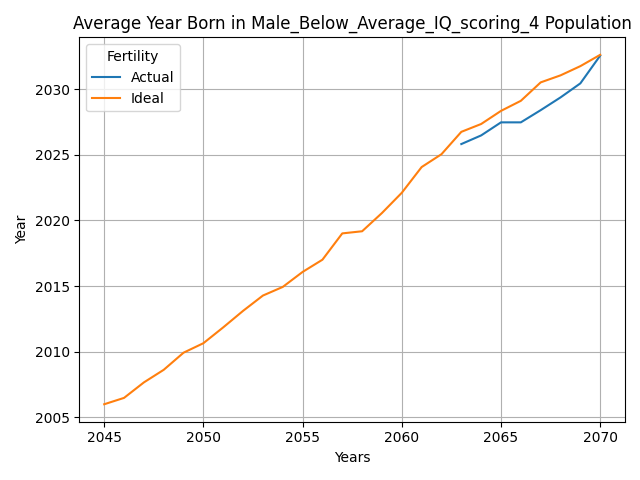 Average Year Born in Male_Below_Average_IQ_scoring_4 Population
Fertility
Actual
Ideal
Year
2030
2025
2020
2015
2010
2005
2045 2050 2055 2060 2065 2070
Years